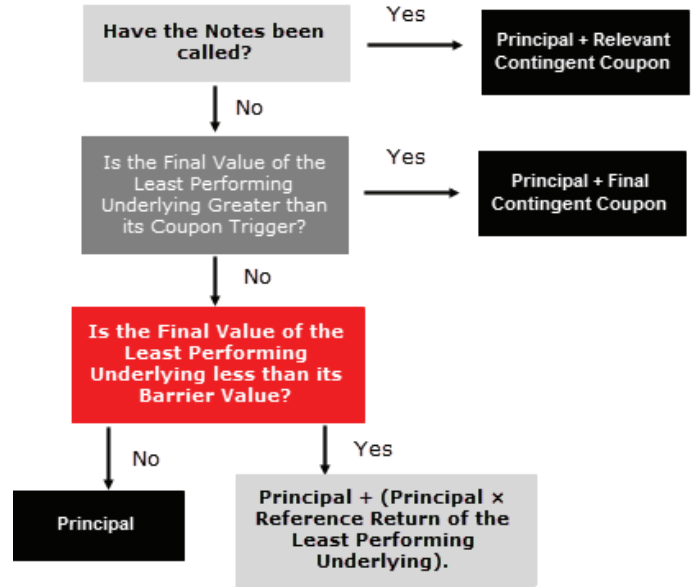 Have the Notes been
called?
Yes
Principal + Relevant
Contingent Coupon
No
Is the Final Value of the
Least Performing
Underlying Greater than
its Coupon Trigger?
Yes
Principal + Final
Contingent Coupon
No
Is the Final Value of the
Least Performing
Underlying less than its
Barrier Value?
No
Yes
Principal
Principal + (Principal ×
Reference Return of the
Least Performing
Underlying).